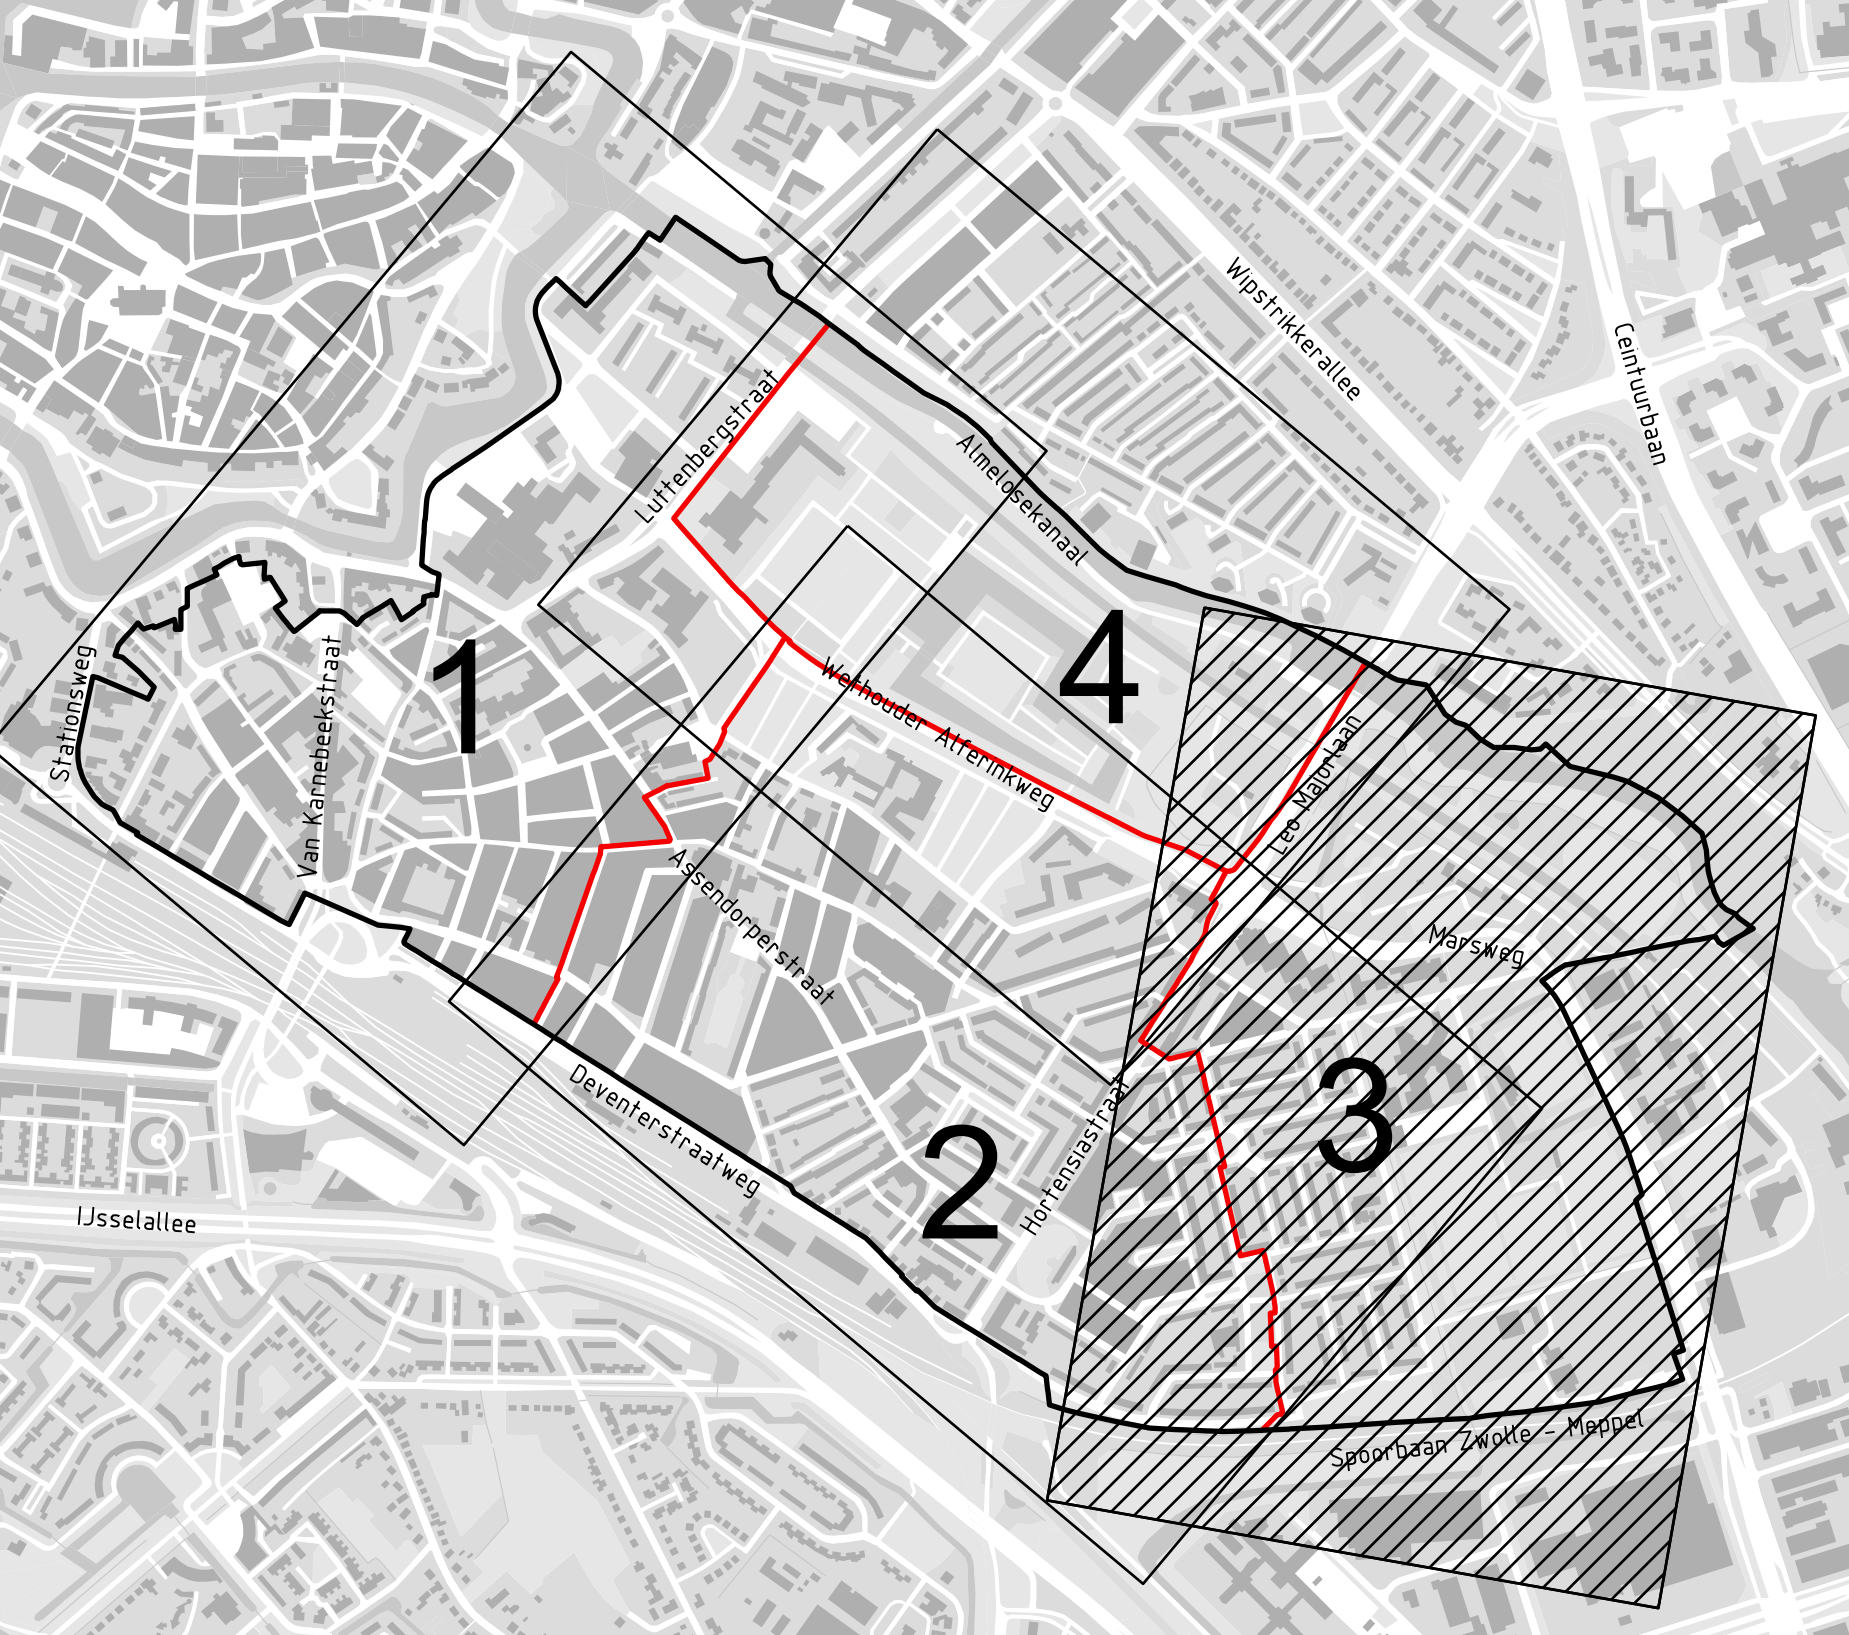 Wipstrikkerallee
Ceintuurbaan
Luttenbergstraat
Almelosekanaal
4
1
Stationsweg
Van Karnebeekstraat
Wethouder Alferinkweg
Leo Majorlaan
Assendorperstraat
Marsweg
3
Deventerstraatweg
2
Hortensiastraat
IJsselallee
Spoorbaan Zwolle - Meppel